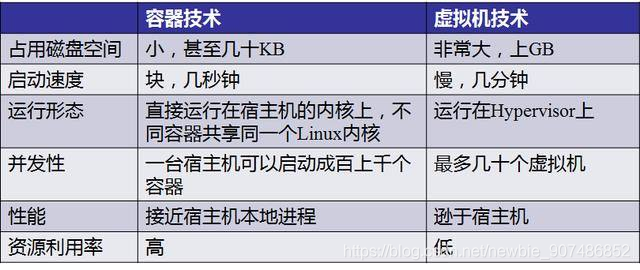 容器技术 虚拟机技术
占用磁盘空间 小，甚至几十KB 非常大，上GB
启动速度 块，几秒钟 慢，几分钟
运行形态 直接运行在宿主机的内核上，不同容器共享同一个Linux内核 运行在Hypervisor上
并发性 一台宿主机可以启动成百上千个容器 最多几十个虚拟机
性能 接近宿主机本地进程 逊于宿主机
资源利用率 高 低
https://blog.csdn.net/newbie_907486852